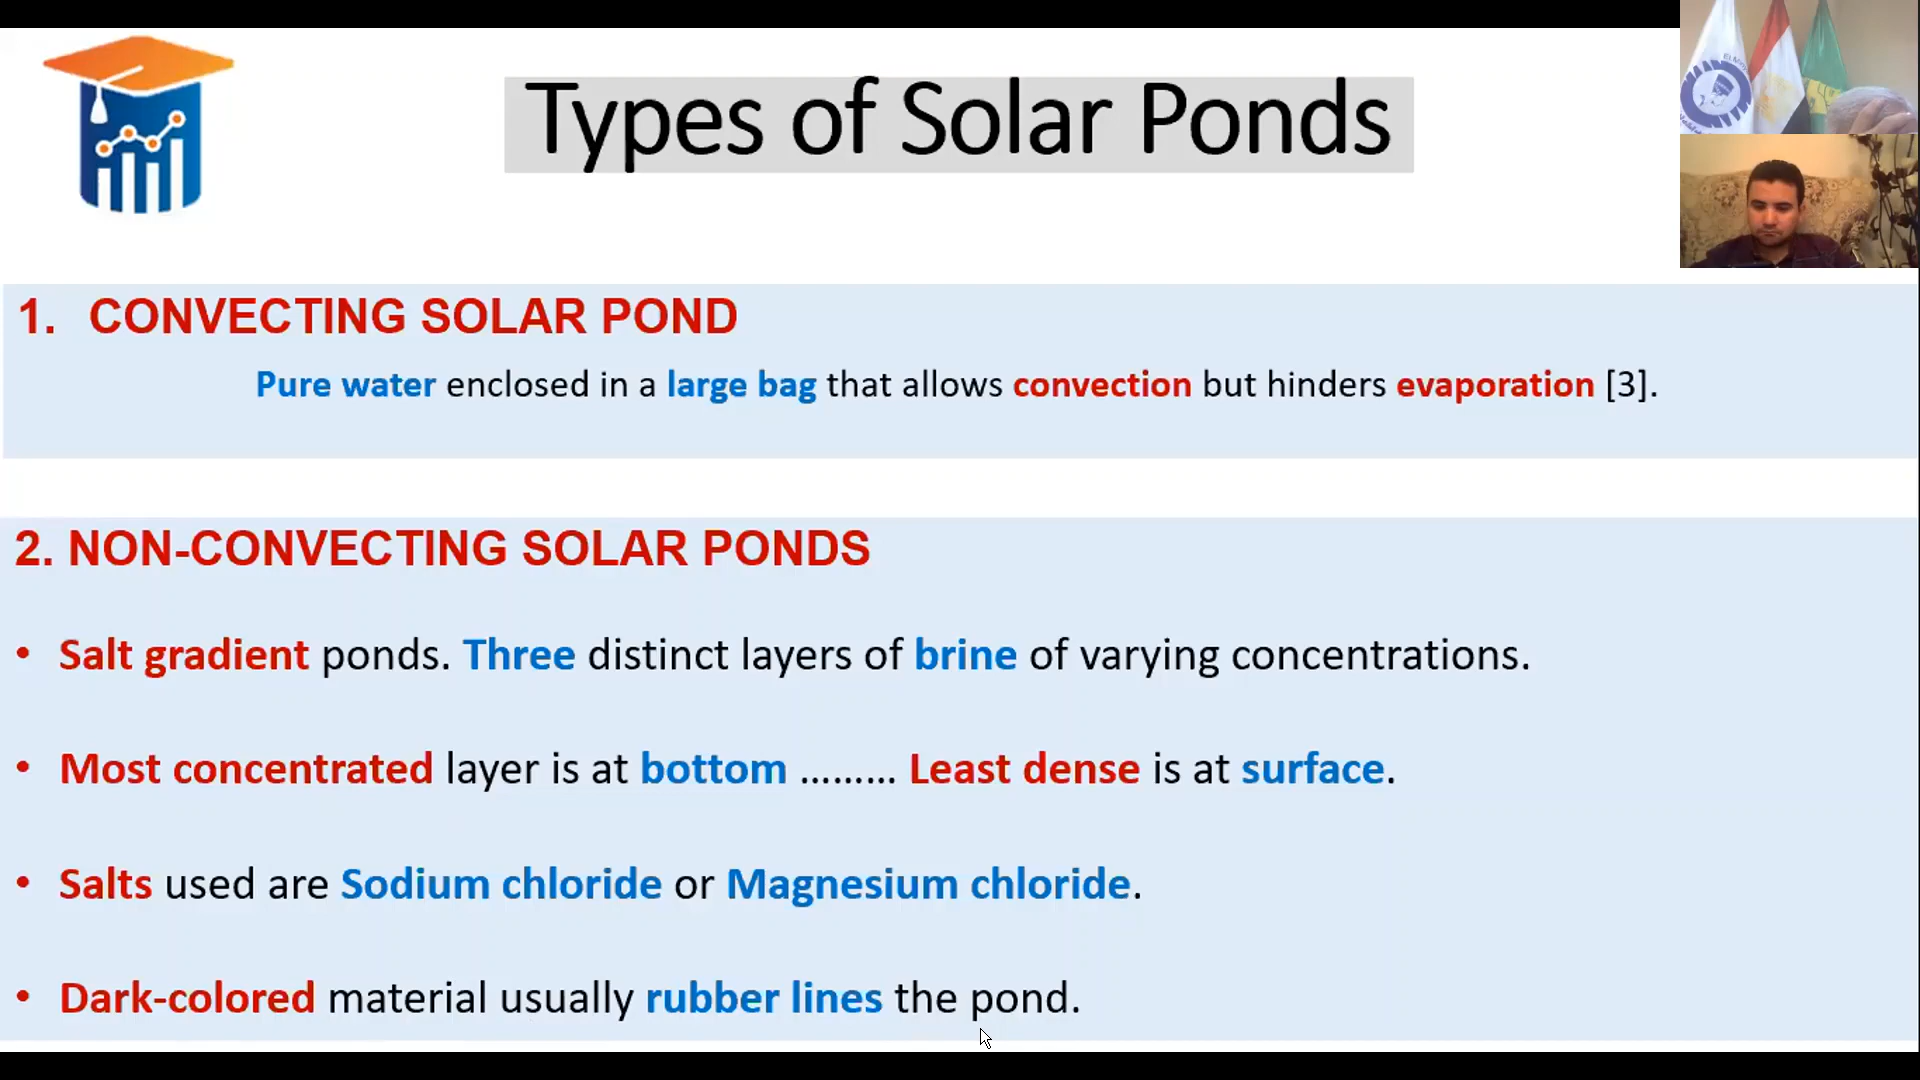 Types of Solar Ponds
1. CONVECTING SOLAR POND
Pure water enclosed in a large bag that allows convection but hinders evaporation [3].
2. NON-CONVECTING SOLAR PONDS
• Salt gradient ponds. Three distinct layers of brine of varying concentrations.
• Most concentrated layer is at bottom ......... Least dense is at surface.
• Salts used are Sodium chloride or Magnesium chloride.
• Dark-colored material usually rubber lines the pond.